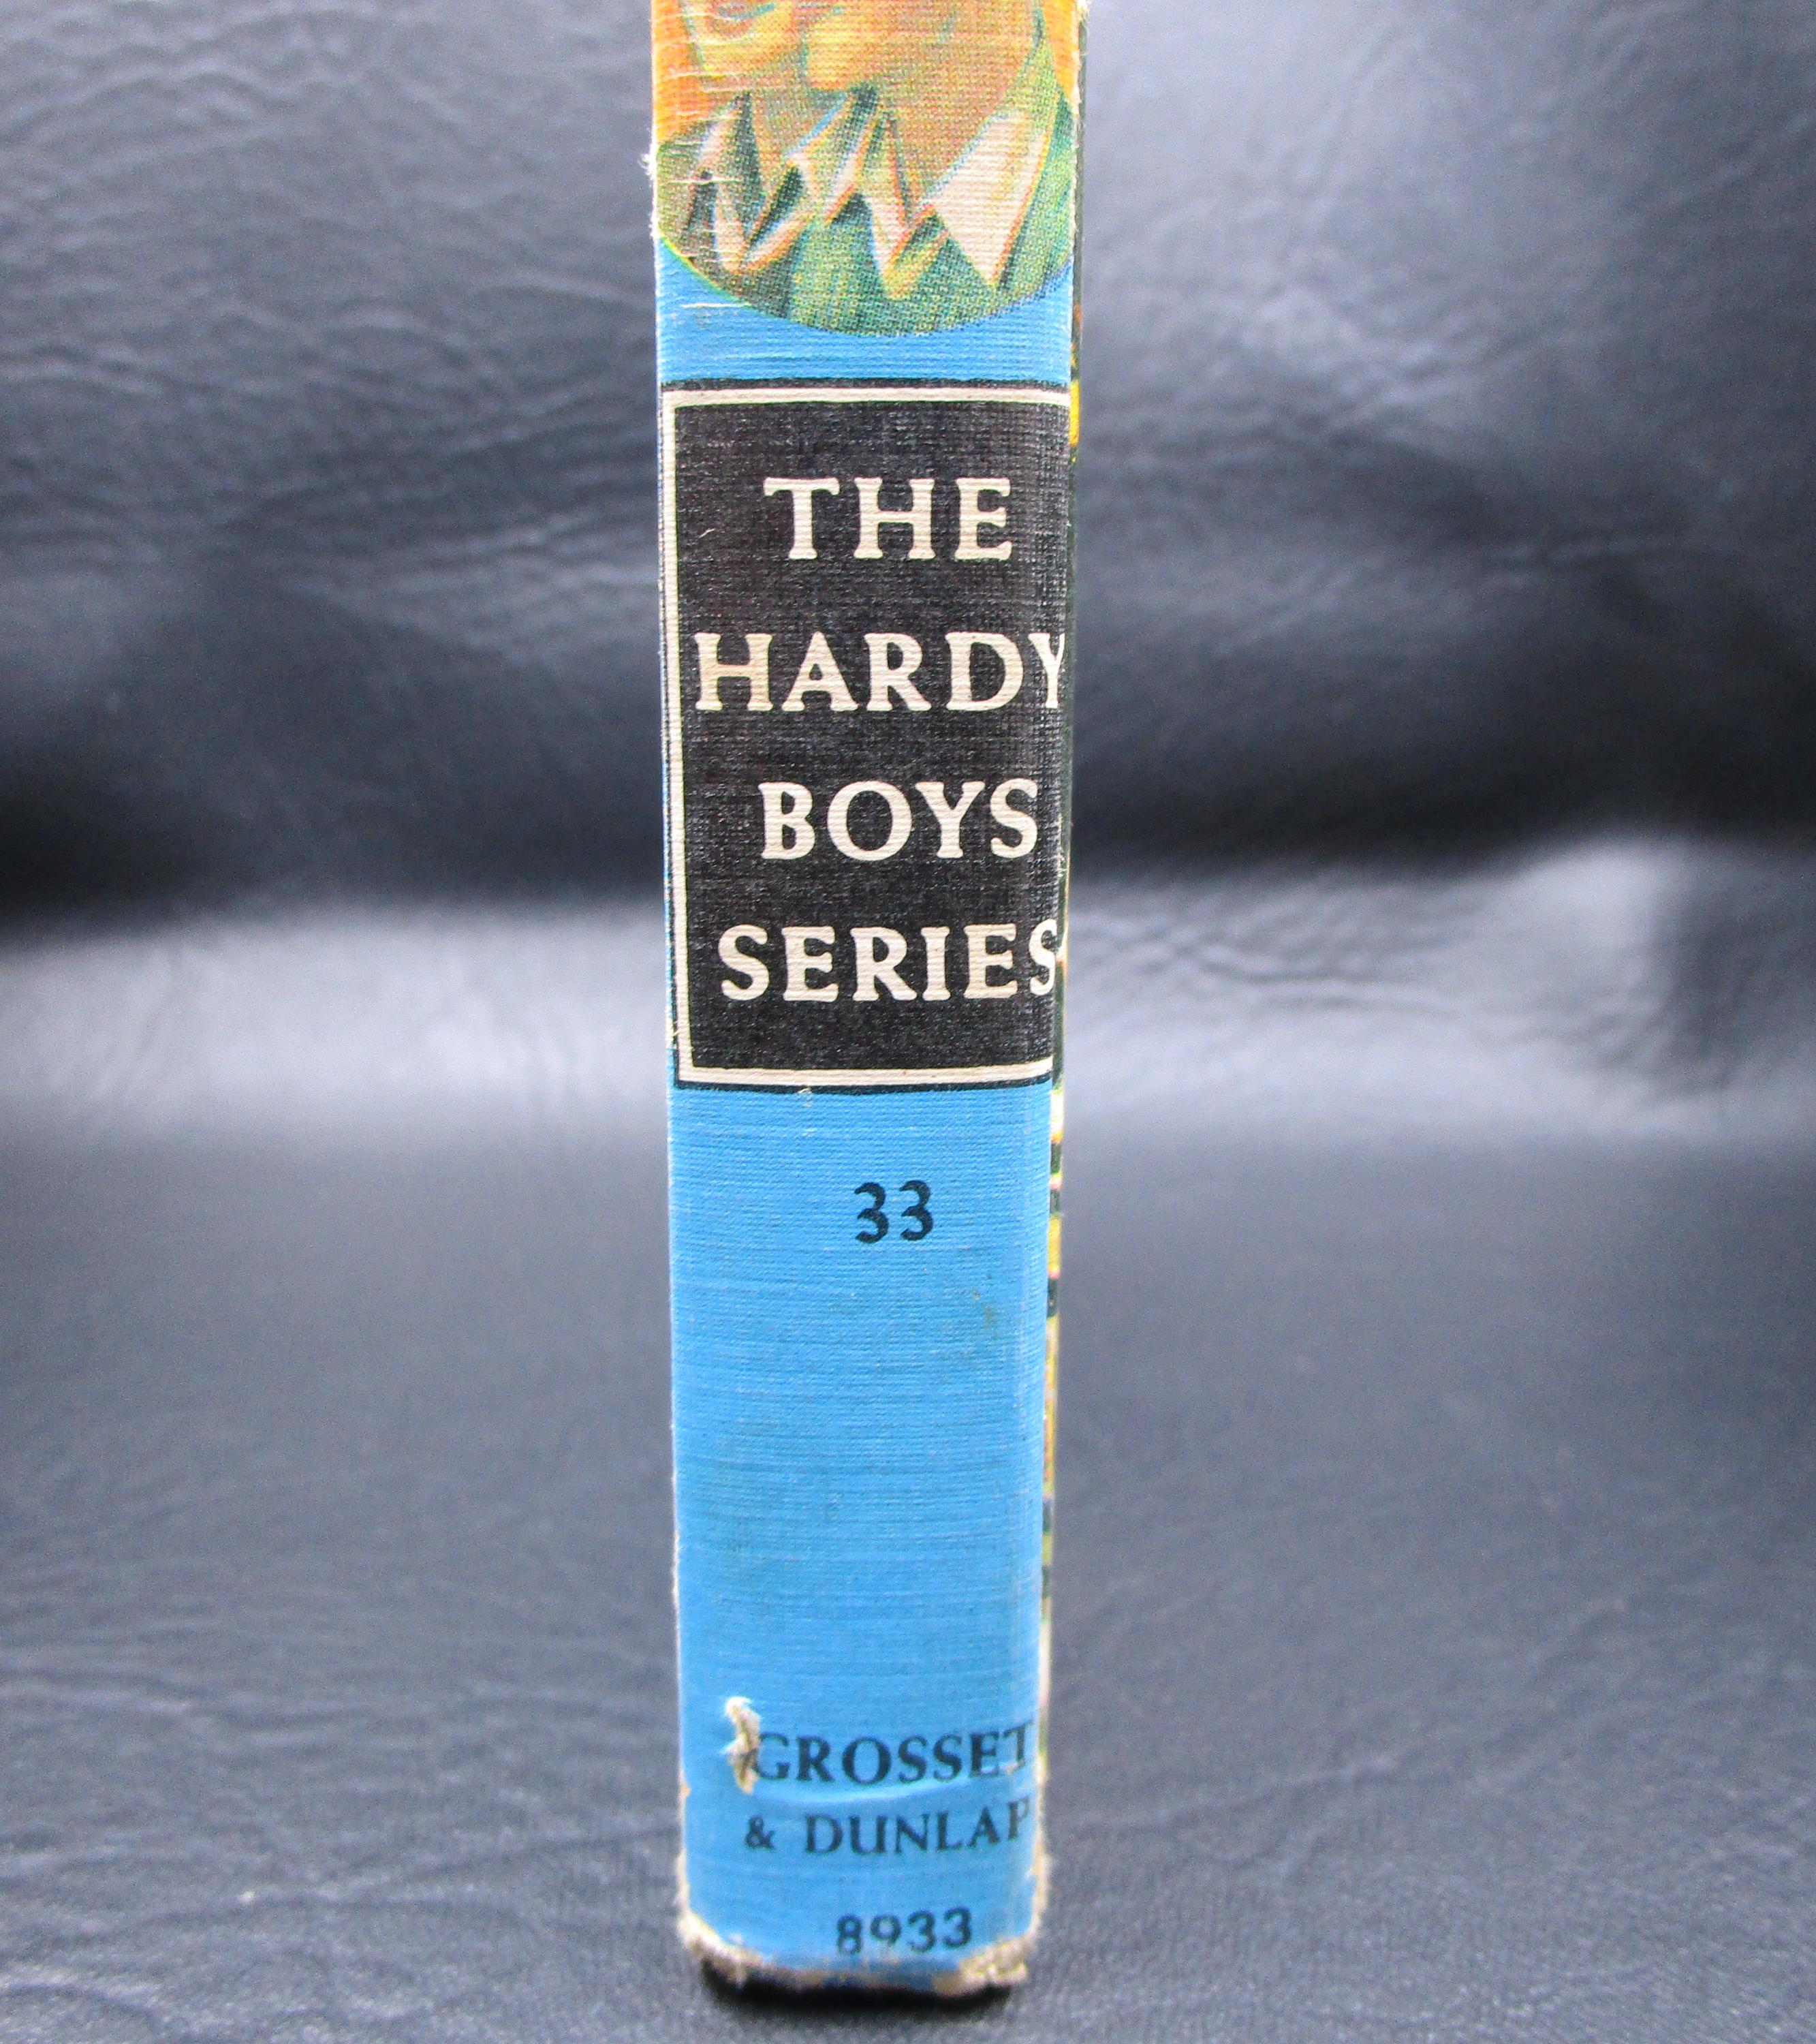 THE
HARDY
BOYS
SERIES
33
GROSSET
& DUNLAP
8933